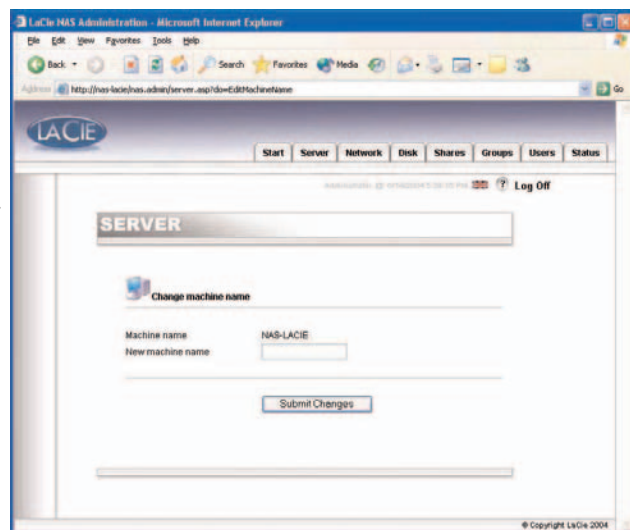 LaCie NAS Administration - Microsoft Internet Explorer
File Edit View Favorites Tools Help
Back Search Favorites Media
Address http://nas-lacie/nas.admin/server.asp?do=EditMachineName Go
LACIE
Start Server Network Disk Shares Groups Users Status
? Log Off
SERVER
Change machine name
Machine name NAS-LACIE
New machine name
Submit Changes
© Copyright LaCie 2004